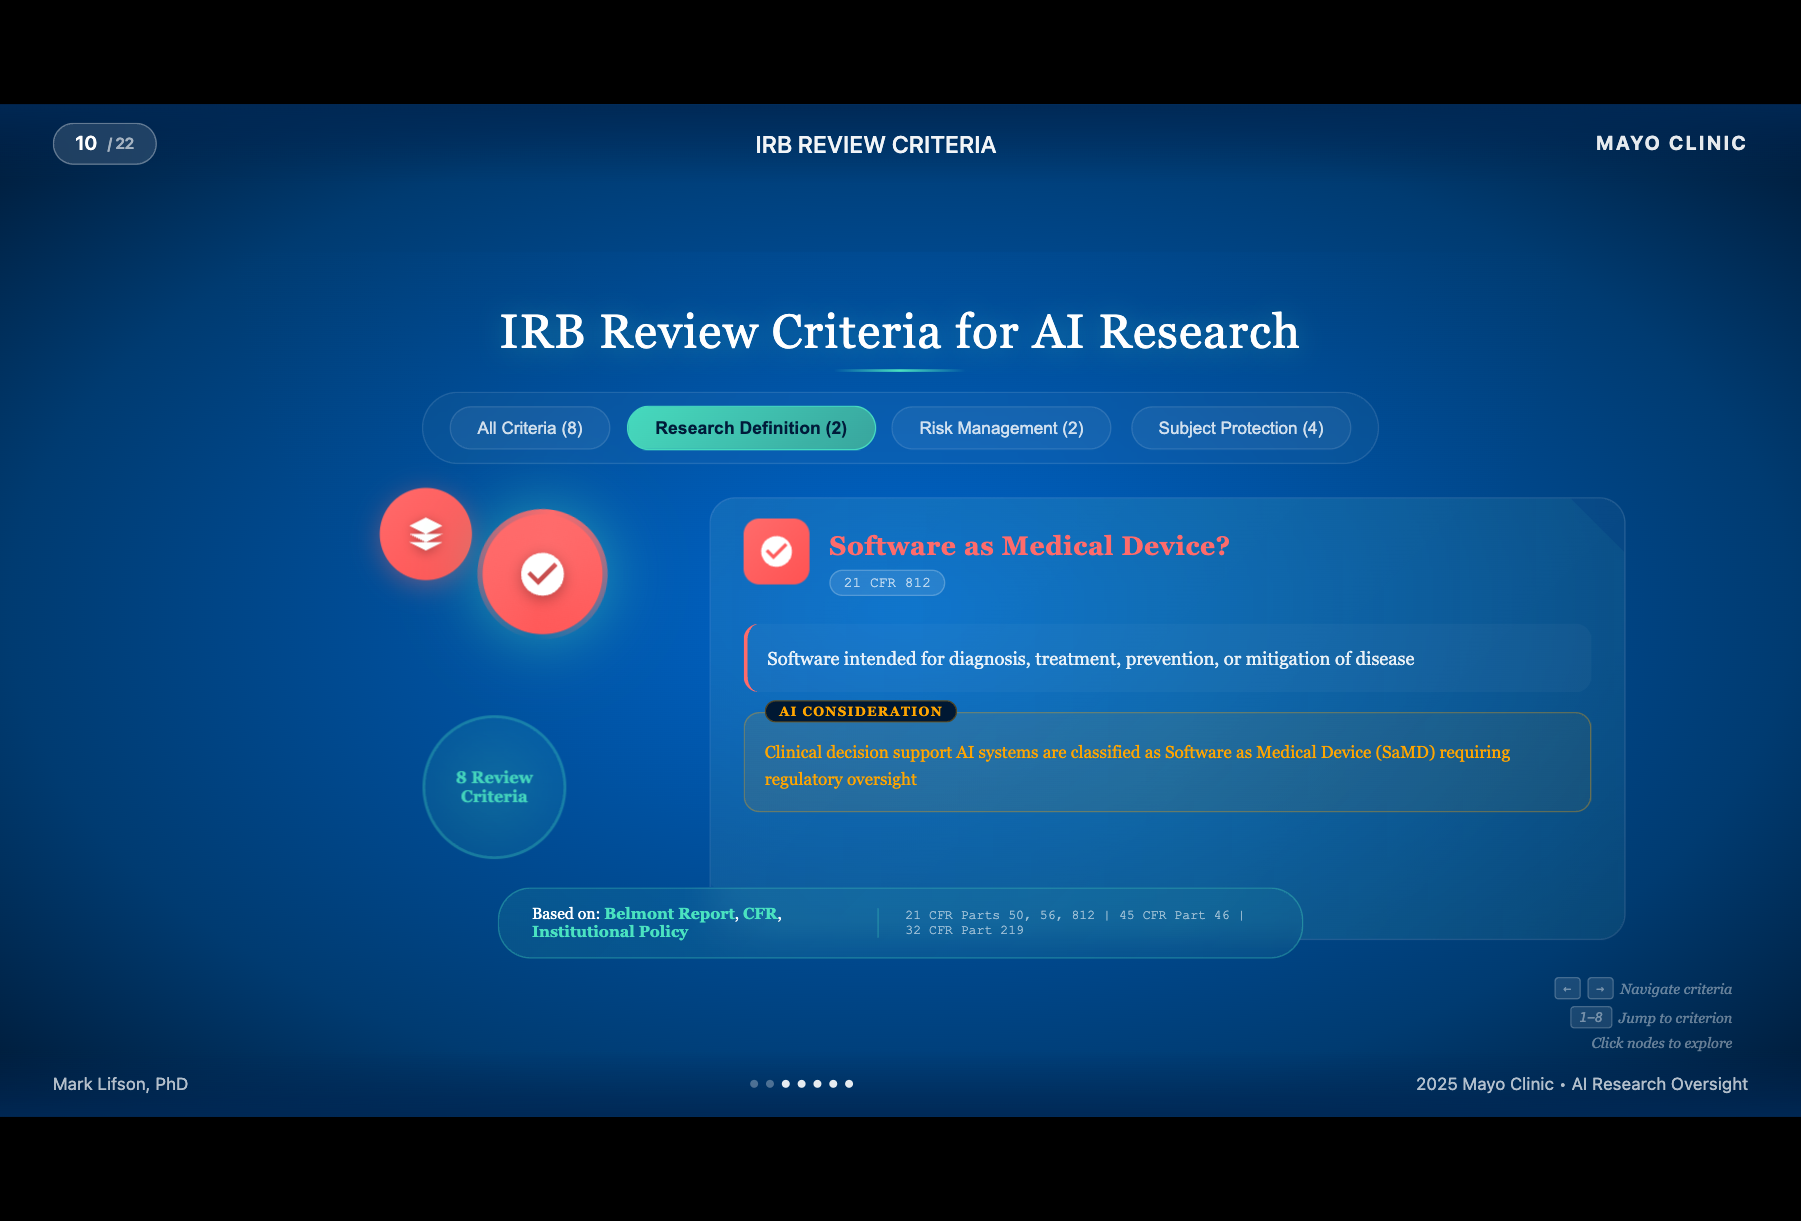 10 / 22
IRB REVIEW CRITERIA
MAYO CLINIC
IRB Review Criteria for AI Research
All Criteria (8)
Research Definition (2)
Risk Management (2)
Subject Protection (4)
Software as Medical Device?
21 CFR 812
Software intended for diagnosis, treatment, prevention, or mitigation of disease
AI CONSIDERATION
Clinical decision support AI systems are classified as Software as Medical Device (SaMD) requiring
regulatory oversight
8 Review
Criteria
Based on: Belmont Report, CFR,
Institutional Policy
21 CFR Parts 50, 56, 812 | 45 CFR Part 46 |
32 CFR Part 219
← → Navigate criteria
1–8 Jump to criterion
Click nodes to explore
Mark Lifson, PhD
2025 Mayo Clinic • AI Research Oversight